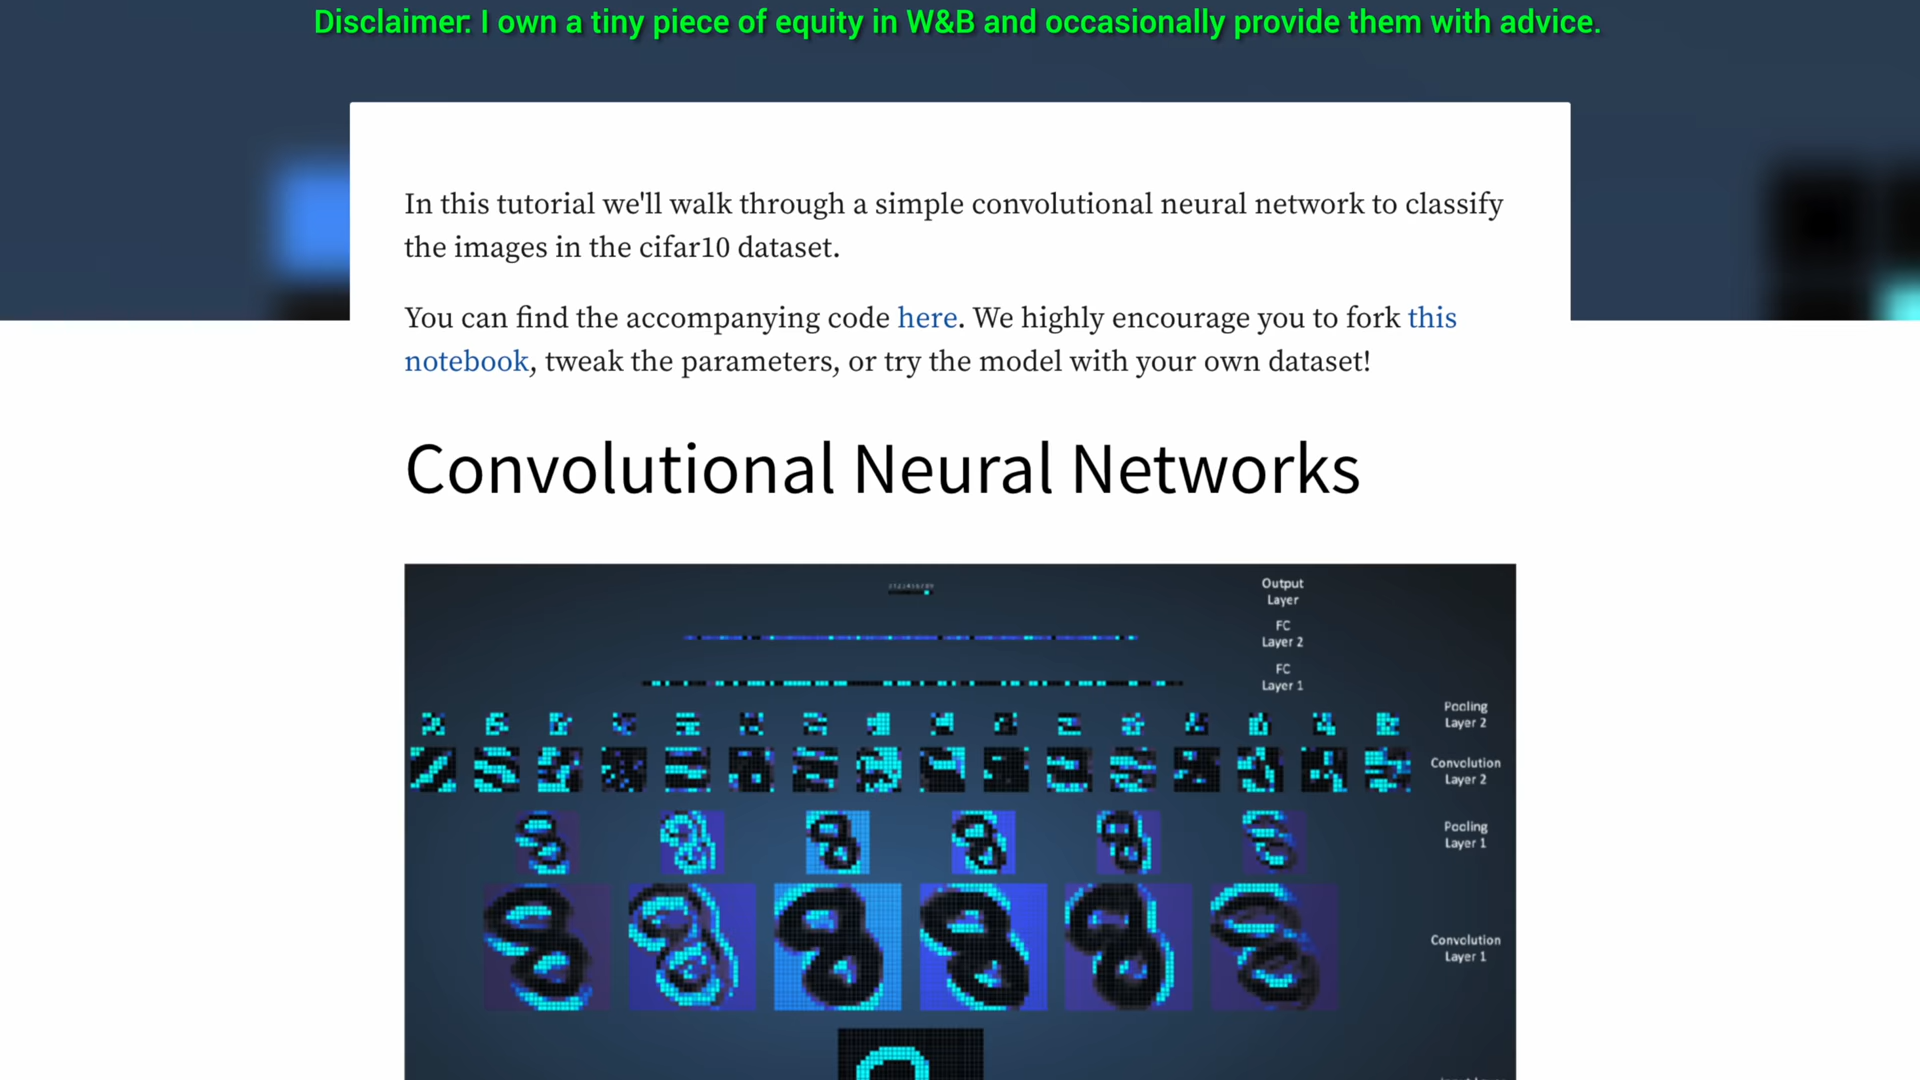 Disclaimer: I own a tiny piece of equity in W&B and occasionally provide them with advice.
In this tutorial we'll walk through a simple convolutional neural network to classify
the images in the cifar10 dataset.
You can find the accompanying code here. We highly encourage you to fork this
notebook, tweak the parameters, or try the model with your own dataset!
Convolutional Neural Networks
Output
Layer
FC
Layer 2
FC
Layer 1
Pooling
Layer 2
Convolution
Layer 2
Pooling
Layer 1
Convolution
Layer 1